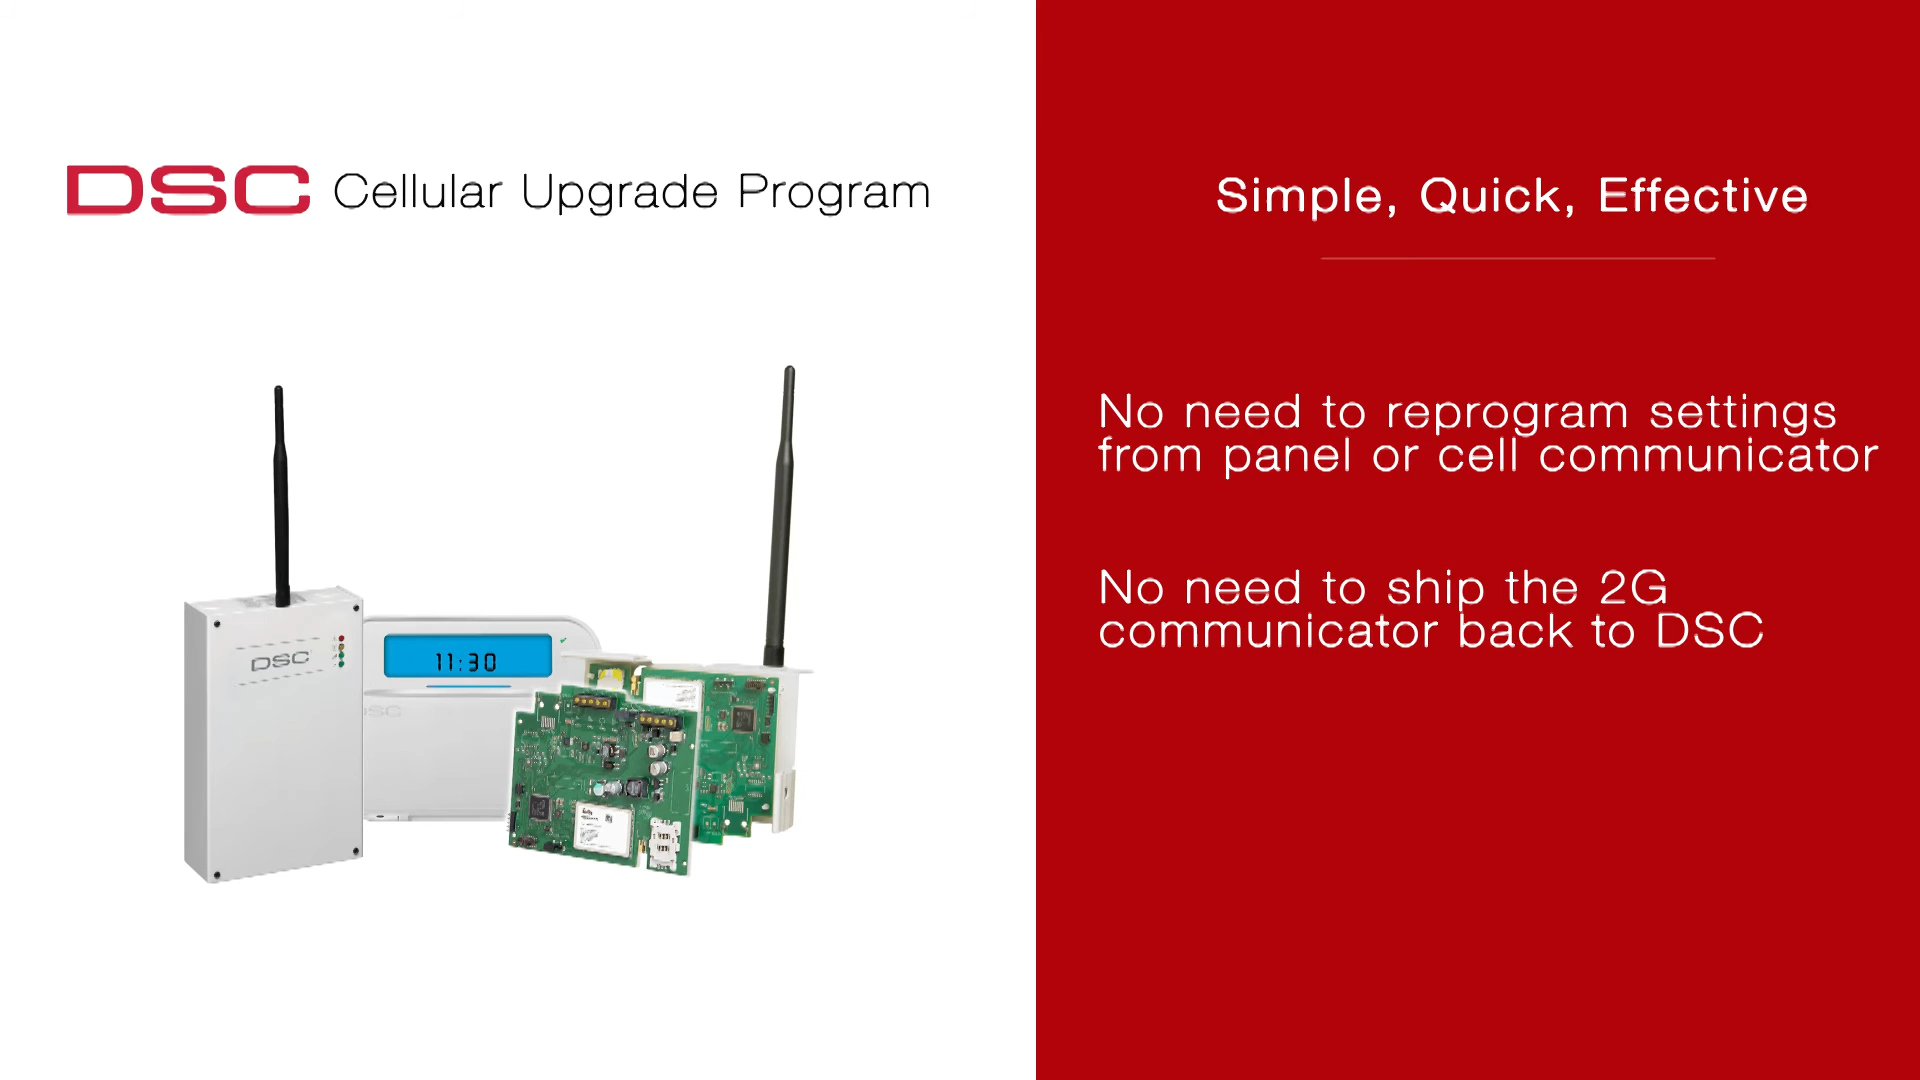 DSC Cellular Upgrade Program
Simple, Quick, Effective
No need to reprogram settings
from panel or cell communicator
No need to ship the 2G
communicator back to DSC
DSC
11:30
DSC